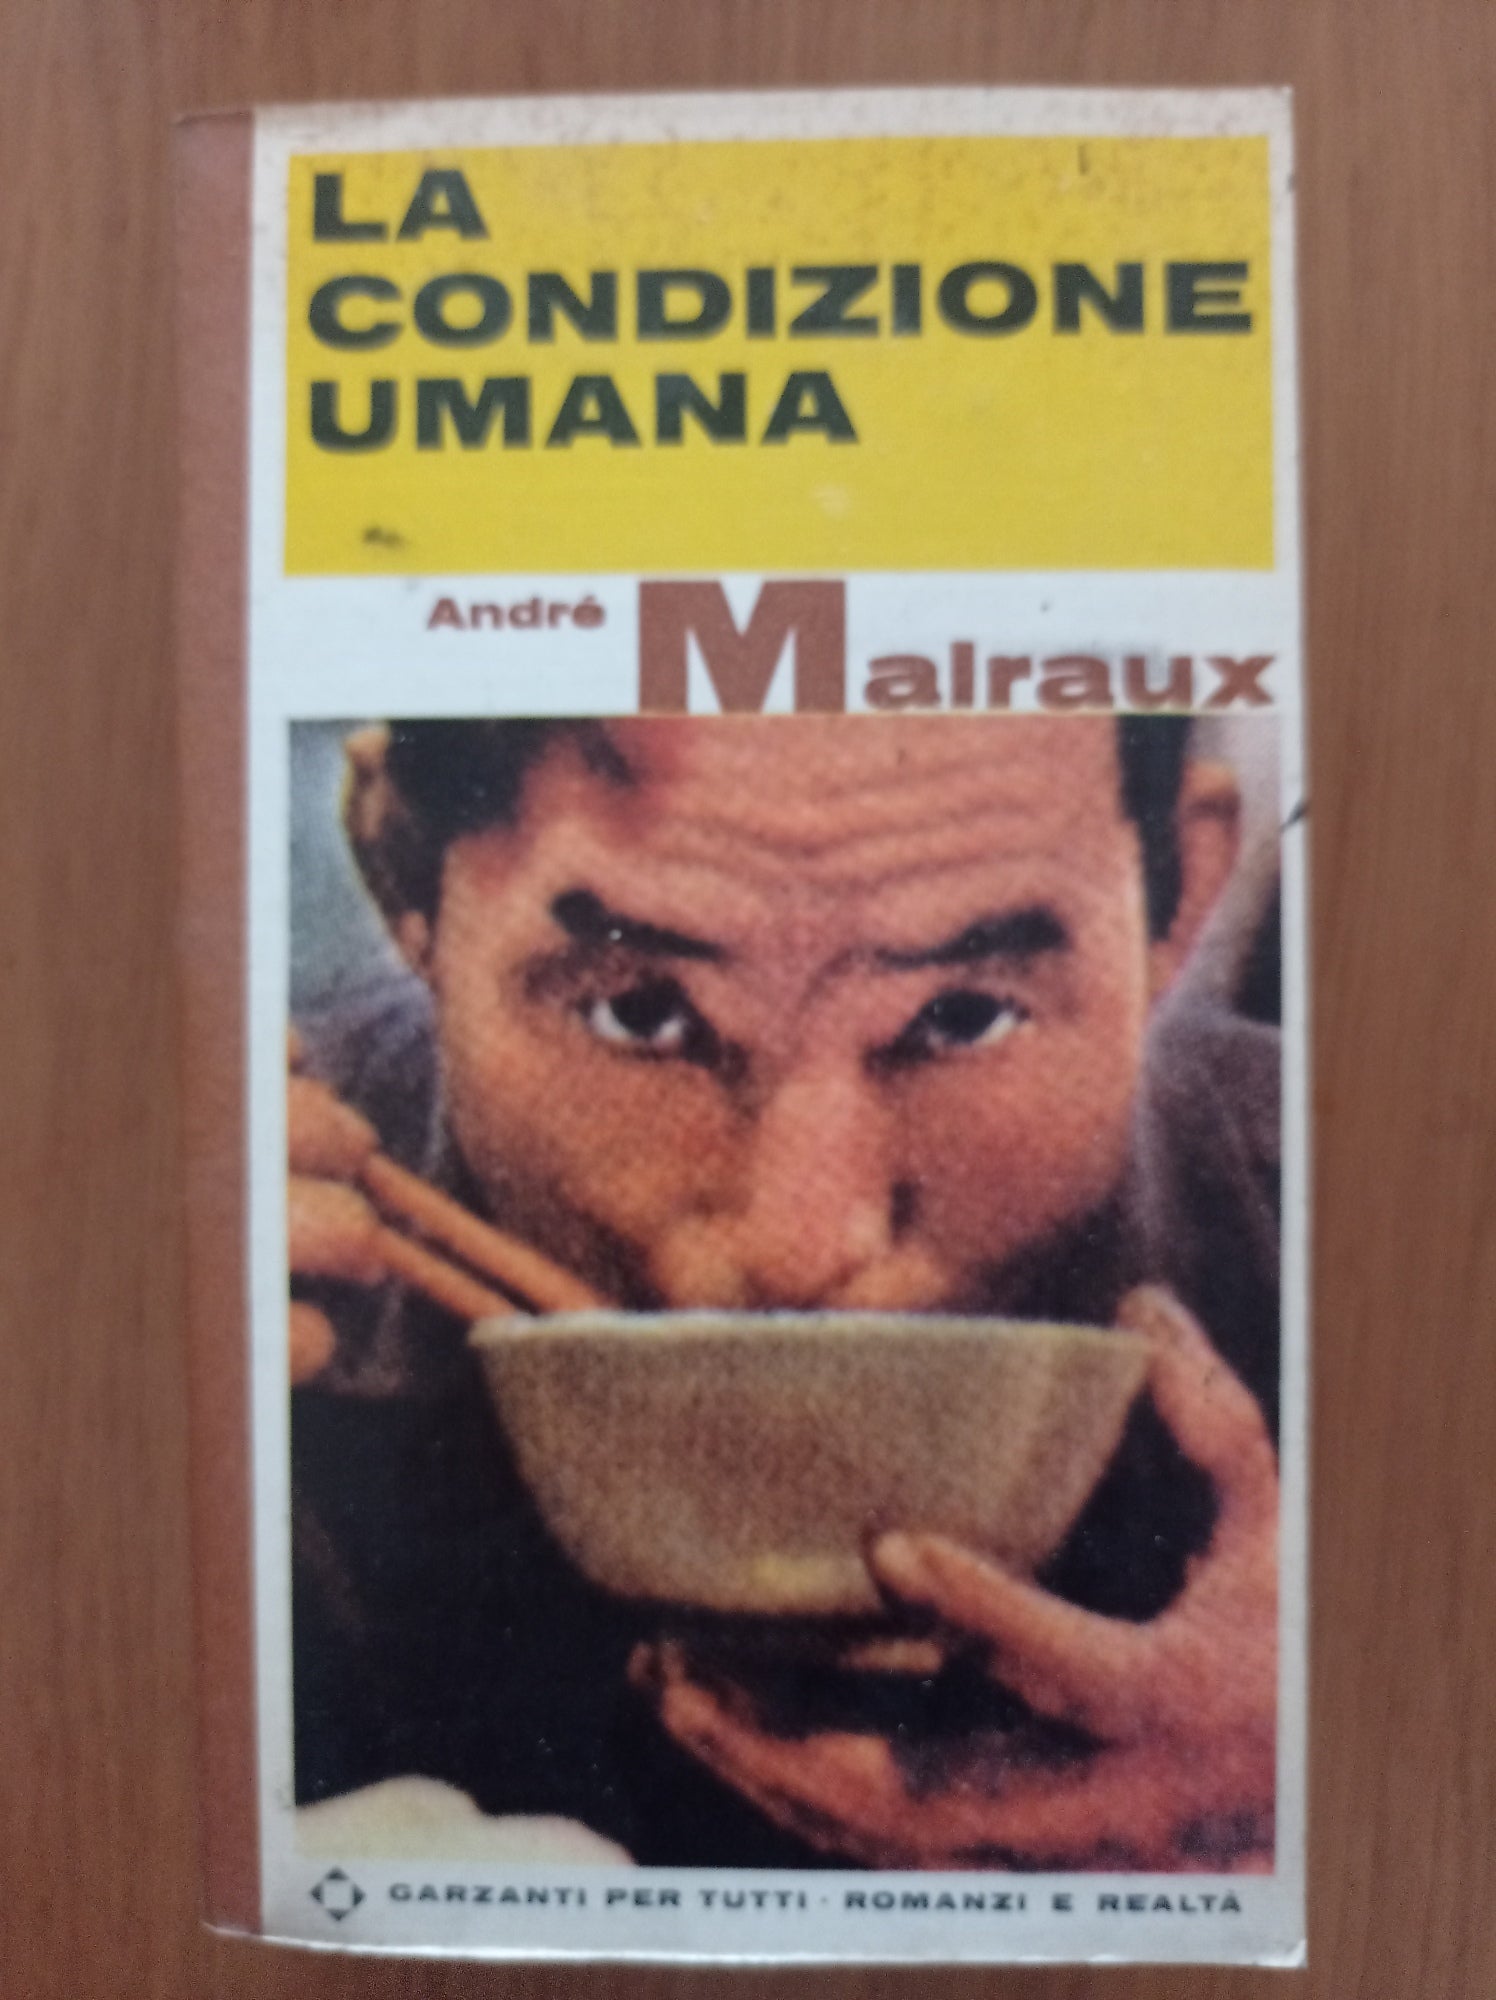 LA
CONDIZIONE
UMANA
André Malraux
GARZANTI PER TUTTI · ROMANZI E REALTÀ